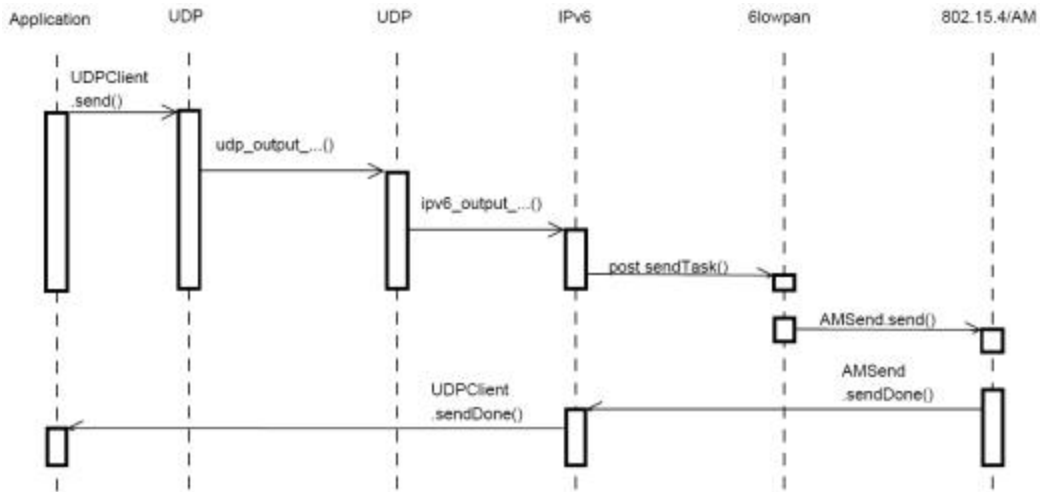 Application
UDP
UDP
IPv6
6lowpan
802.15.4/AM
UDPClient
.send()
udp_output_...()
ipv6_output_...()
post sendTask()
AMSend.send()
AMSend
.sendDone()
UDPClient
.sendDone()